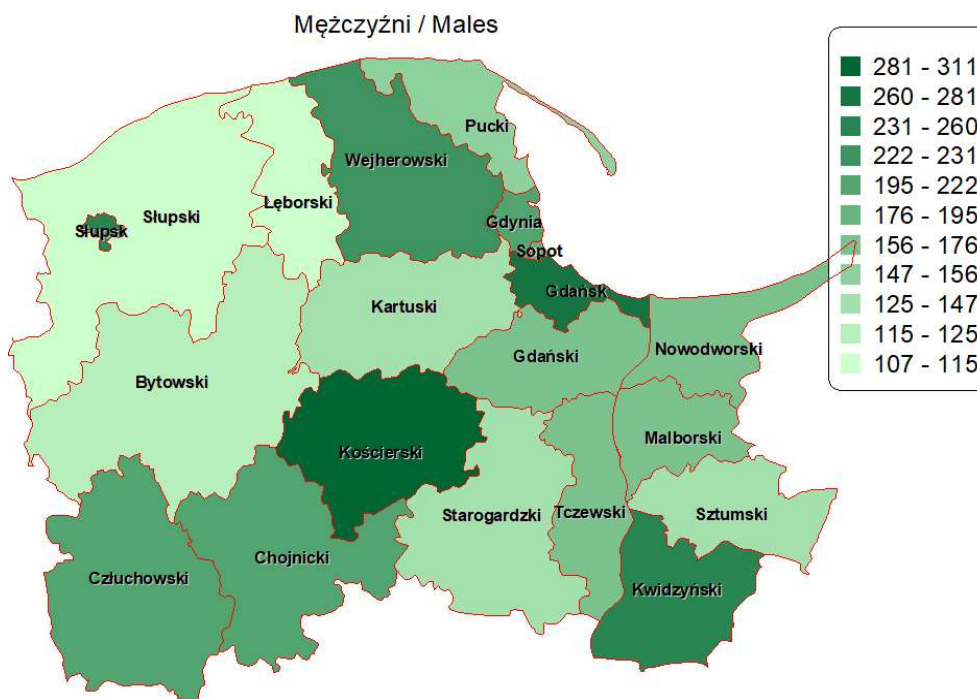 Mężczyźni / Males
281 - 311
260 - 281
231 - 260
222 - 231
195 - 222
176 - 195
156 - 176
147 - 156
125 - 147
115 - 125
107 - 115
Pucki
Wejherowski
Lęborski
Słupski
Słupsk
Gdynia
Sopot
Gdańsk
Kartuski
Gdański
Nowodworski
Bytowski
Kościerski
Malborski
Starogardzki
Tczewski
Sztumski
Chojnicki
Człuchowski
Kwidzyński